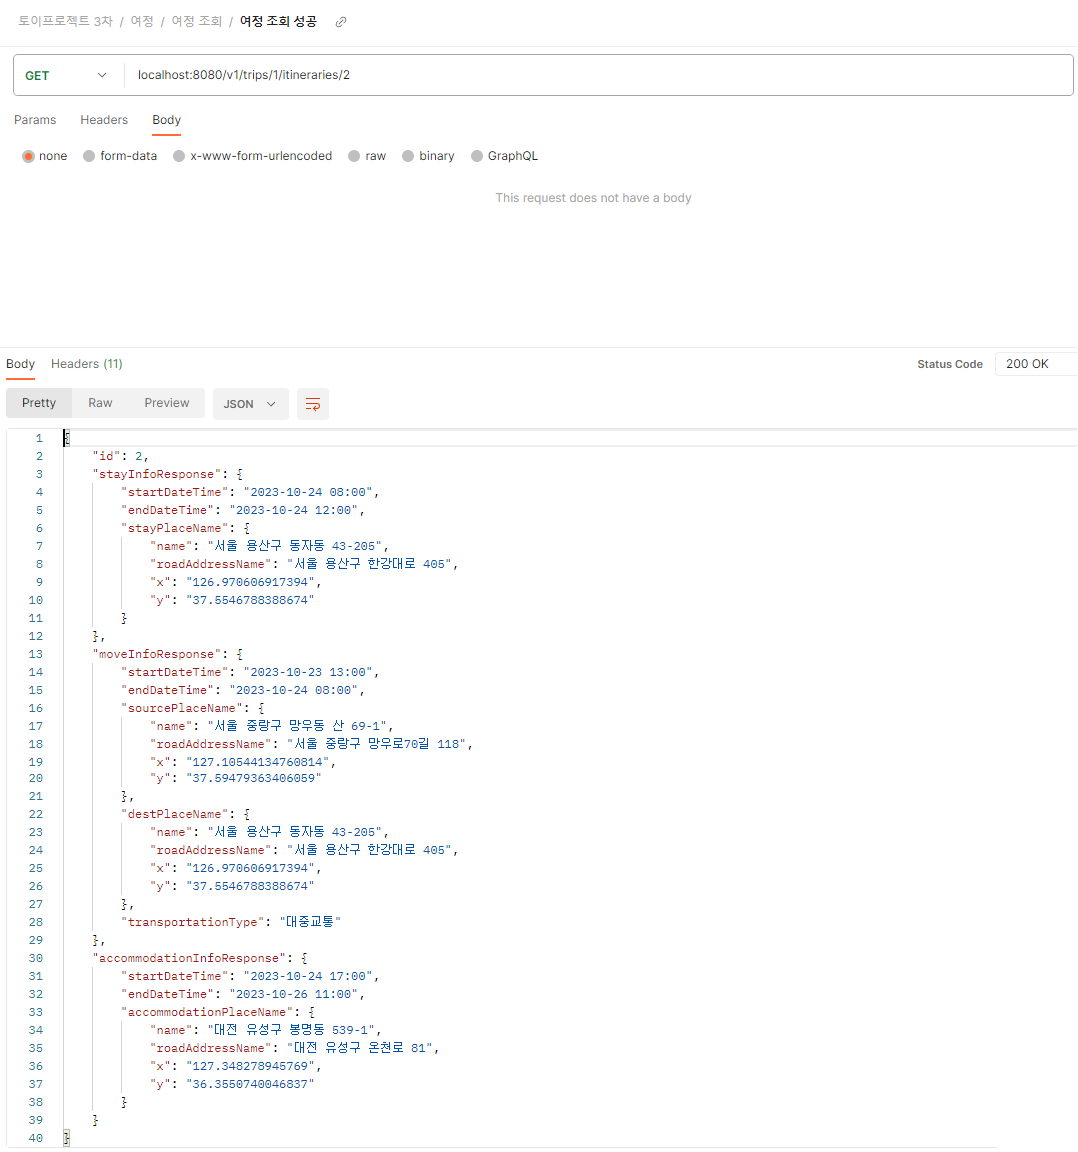 토이프로젝트 3차 / 여정 / 여정 조회 / 여정 조회 성공
GET localhost:8080/v1/trips/1/itineraries/2
Params Headers Body
none form-data x-www-form-urlencoded raw binary GraphQL
This request does not have a body
Body Headers (11) Status Code 200 OK
Pretty Raw Preview JSON
1 {
2 "id": 2,
3 "stayInfoResponse": {
4 "startDateTime": "2023-10-24 08:00",
5 "endDateTime": "2023-10-24 12:00",
6 "stayPlaceName": {
7 "name": "서울 용산구 동자동 43-205",
8 "roadAddressName": "서울 용산구 한강대로 405",
9 "x": "126.970606917394",
10 "y": "37.5546788388674"
11 }
12 },
13 "moveInfoResponse": {
14 "startDateTime": "2023-10-23 13:00",
15 "endDateTime": "2023-10-24 08:00",
16 "sourcePlaceName": {
17 "name": "서울 중랑구 망우동 산 69-1",
18 "roadAddressName": "서울 중랑구 망우로70길 118",
19 "x": "127.10544134760814",
20 "y": "37.59479363406059"
21 },
22 "destPlaceName": {
23 "name": "서울 용산구 동자동 43-205",
24 "roadAddressName": "서울 용산구 한강대로 405",
25 "x": "126.970606917394",
26 "y": "37.5546788388674"
27 },
28 "transportationType": "대중교통"
29 },
30 "accommodationInfoResponse": {
31 "startDateTime": "2023-10-24 17:00",
32 "endDateTime": "2023-10-26 11:00",
33 "accommodationPlaceName": {
34 "name": "대전 유성구 봉명동 539-1",
35 "roadAddressName": "대전 유성구 온천로 81",
36 "x": "127.348278945769",
37 "y": "36.3550740046837"
38 }
39 }
40 }